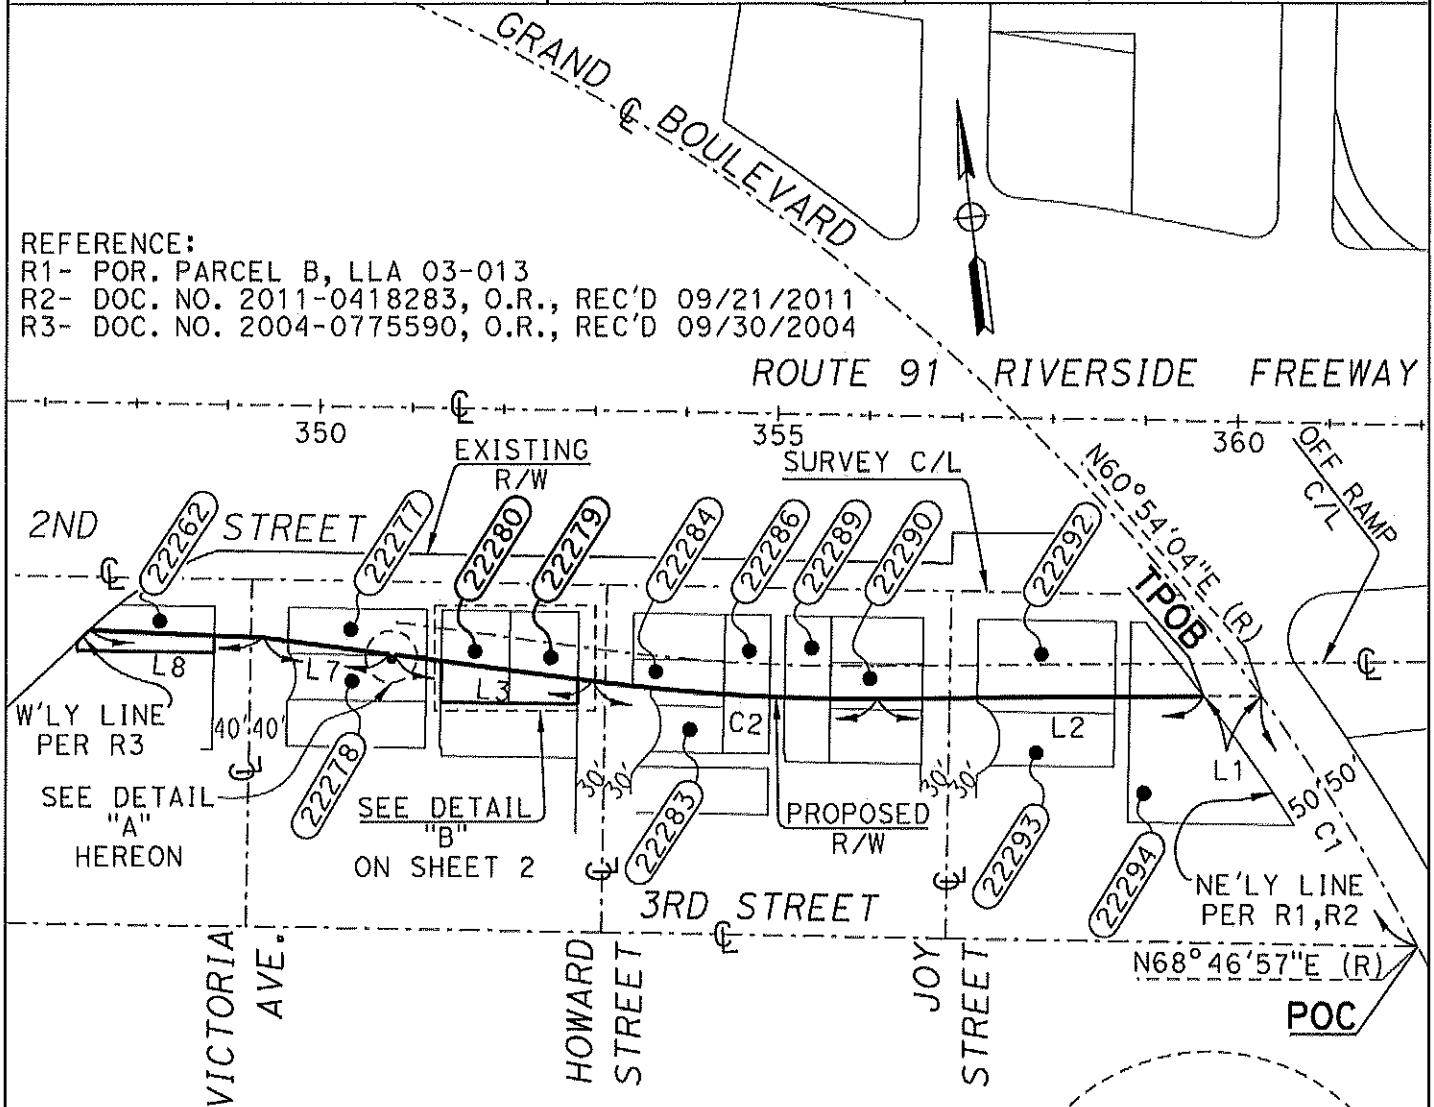 GRAND ℄ BOULEVARD
REFERENCE:
R1- POR. PARCEL B, LLA 03-013
R2- DOC. NO. 2011-0418283, O.R., REC'D 09/21/2011
R3- DOC. NO. 2004-0775590, O.R., REC'D 09/30/2004
ROUTE 91 RIVERSIDE FREEWAY
℄
350
355
360
EXISTING
R/W
SURVEY C/L
N60°54'04"E (R)
OFF RAMP
C/L
2ND STREET
℄
22262
22277
22280
22279
22284
22286
22289
22290
22292
TPOB
℄
L8
L7
L3
C2
L2
L1
W'LY LINE
PER R3
40' 40'
℄
30' 30'
30' 30'
50' 50'
C1
SEE DETAIL
"A"
HEREON
22278
SEE DETAIL
"B"
ON SHEET 2
22283
PROPOSED
R/W
22293
22294
NE'LY LINE
PER R1,R2
℄
℄
3RD STREET
℄
N68°46'57"E (R)
POC
VICTORIA
AVE.
HOWARD
STREET
JOY
STREET